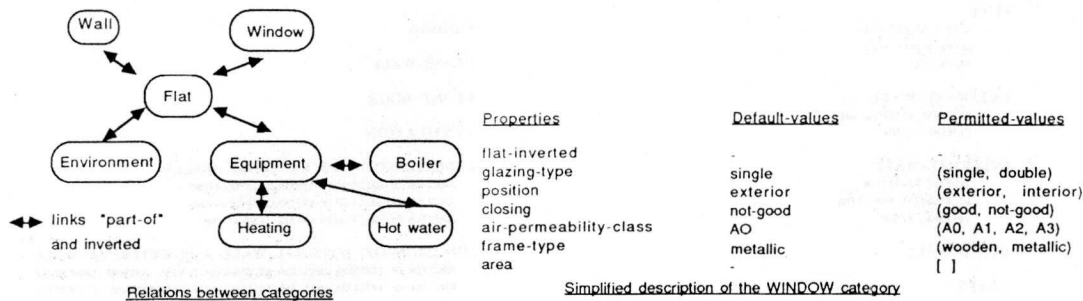 Wall
Window
Flat
Environment
Equipment
Boiler
Heating
Hot water
links "part-of"
and inverted
Relations between categories
Properties Default-values Permitted-values
flat-inverted - -
glazing-type single (single, double)
position exterior (exterior, interior)
closing not-good (good, not-good)
air-permeability-class AO (A0, A1, A2, A3)
frame-type metallic (wooden, metallic)
area - [ ]
Simplified description of the WINDOW category